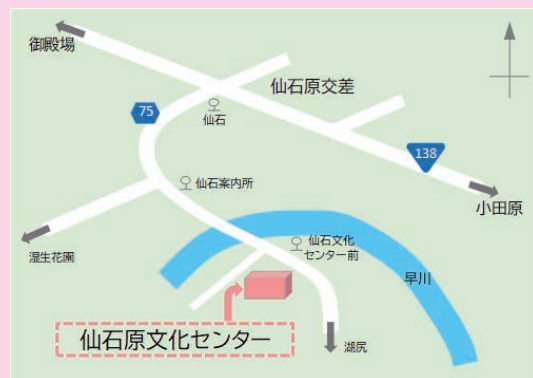 御殿場
仙石原交差
75
仙石
138
仙石案内所
小田原
湿生花園
仙石文化
センター前
早川
仙石原文化センター
湖尻